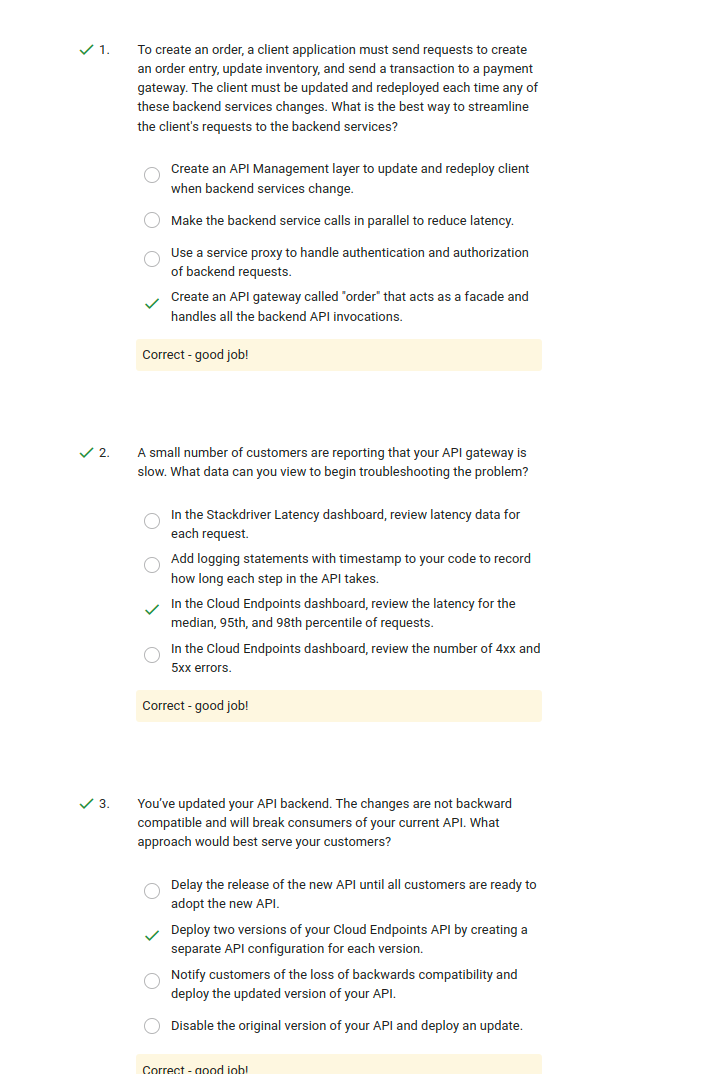 1.
To create an order, a client application must send requests to create
an order entry, update inventory, and send a transaction to a payment
gateway. The client must be updated and redeployed each time any of
these backend services changes. What is the best way to streamline
the client's requests to the backend services?
Create an API Management layer to update and redeploy client
when backend services change.
Make the backend service calls in parallel to reduce latency.
Use a service proxy to handle authentication and authorization
of backend requests.
Create an API gateway called "order" that acts as a facade and
handles all the backend API invocations.
Correct - good job!
2.
A small number of customers are reporting that your API gateway is
slow. What data can you view to begin troubleshooting the problem?
In the Stackdriver Latency dashboard, review latency data for
each request.
Add logging statements with timestamp to your code to record
how long each step in the API takes.
In the Cloud Endpoints dashboard, review the latency for the
median, 95th, and 98th percentile of requests.
In the Cloud Endpoints dashboard, review the number of 4xx and
5xx errors.
Correct - good job!
3.
You've updated your API backend. The changes are not backward
compatible and will break consumers of your current API. What
approach would best serve your customers?
Delay the release of the new API until all customers are ready to
adopt the new API.
Deploy two versions of your Cloud Endpoints API by creating a
separate API configuration for each version.
Notify customers of the loss of backwards compatibility and
deploy the updated version of your API.
Disable the original version of your API and deploy an update.
Correct - good job!